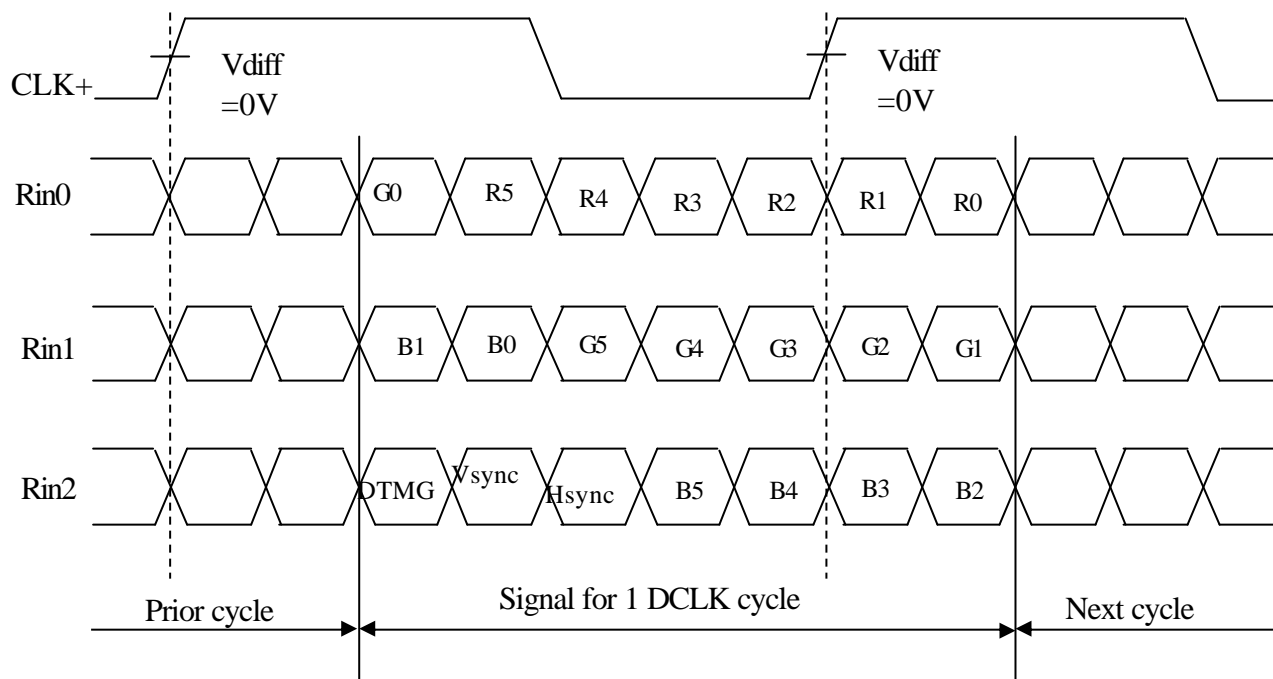 CLK+
Vdiff
=0V
Vdiff
=0V
Rin0
G0 R5 R4 R3 R2 R1 R0
Rin1
B1 B0 G5 G4 G3 G2 G1
Rin2
DTMG Vsync Hsync B5 B4 B3 B2
Prior cycle
Signal for 1 DCLK cycle
Next cycle